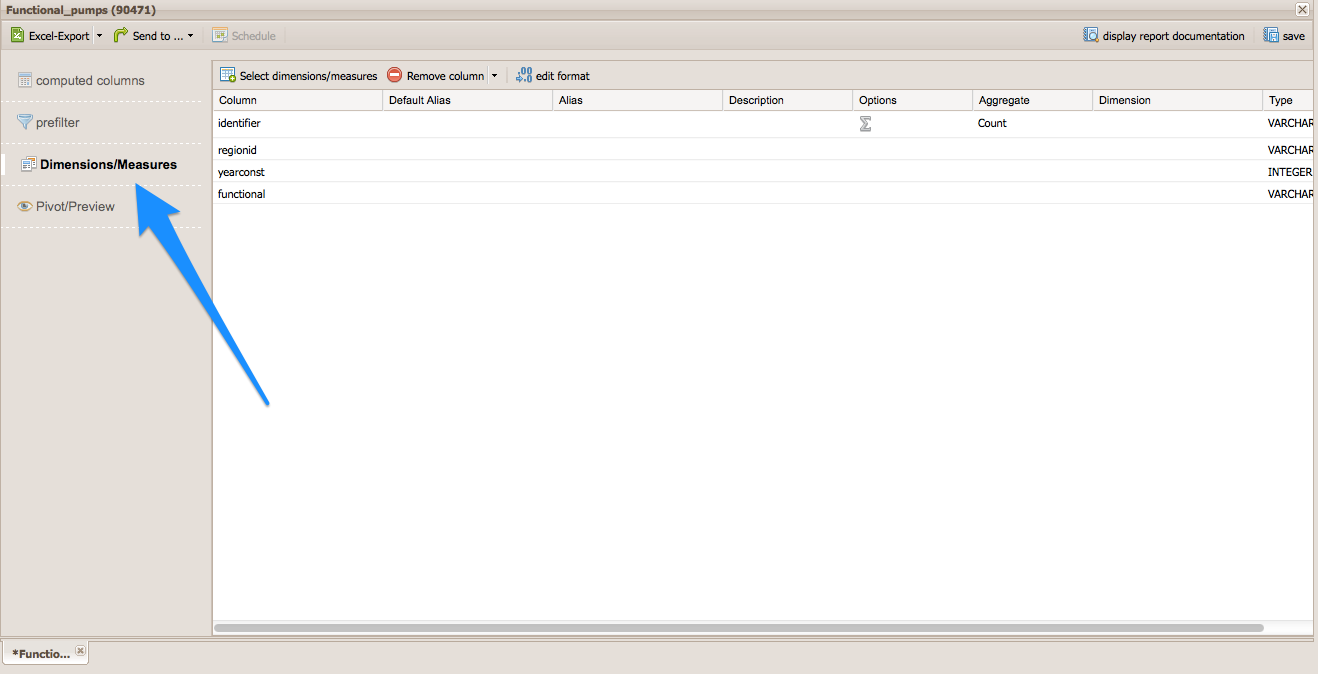 Functional_pumps (90471)
Excel-Export Send to ... Schedule display report documentation save
computed columns
prefilter
Dimensions/Measures
Pivot/Preview
Select dimensions/measures Remove column edit format
Column Default Alias Alias Description Options Aggregate Dimension Type
identifier Σ Count VARCHAR
regionid VARCHAR
yearconst INTEGER
functional VARCHAR
*Functio...